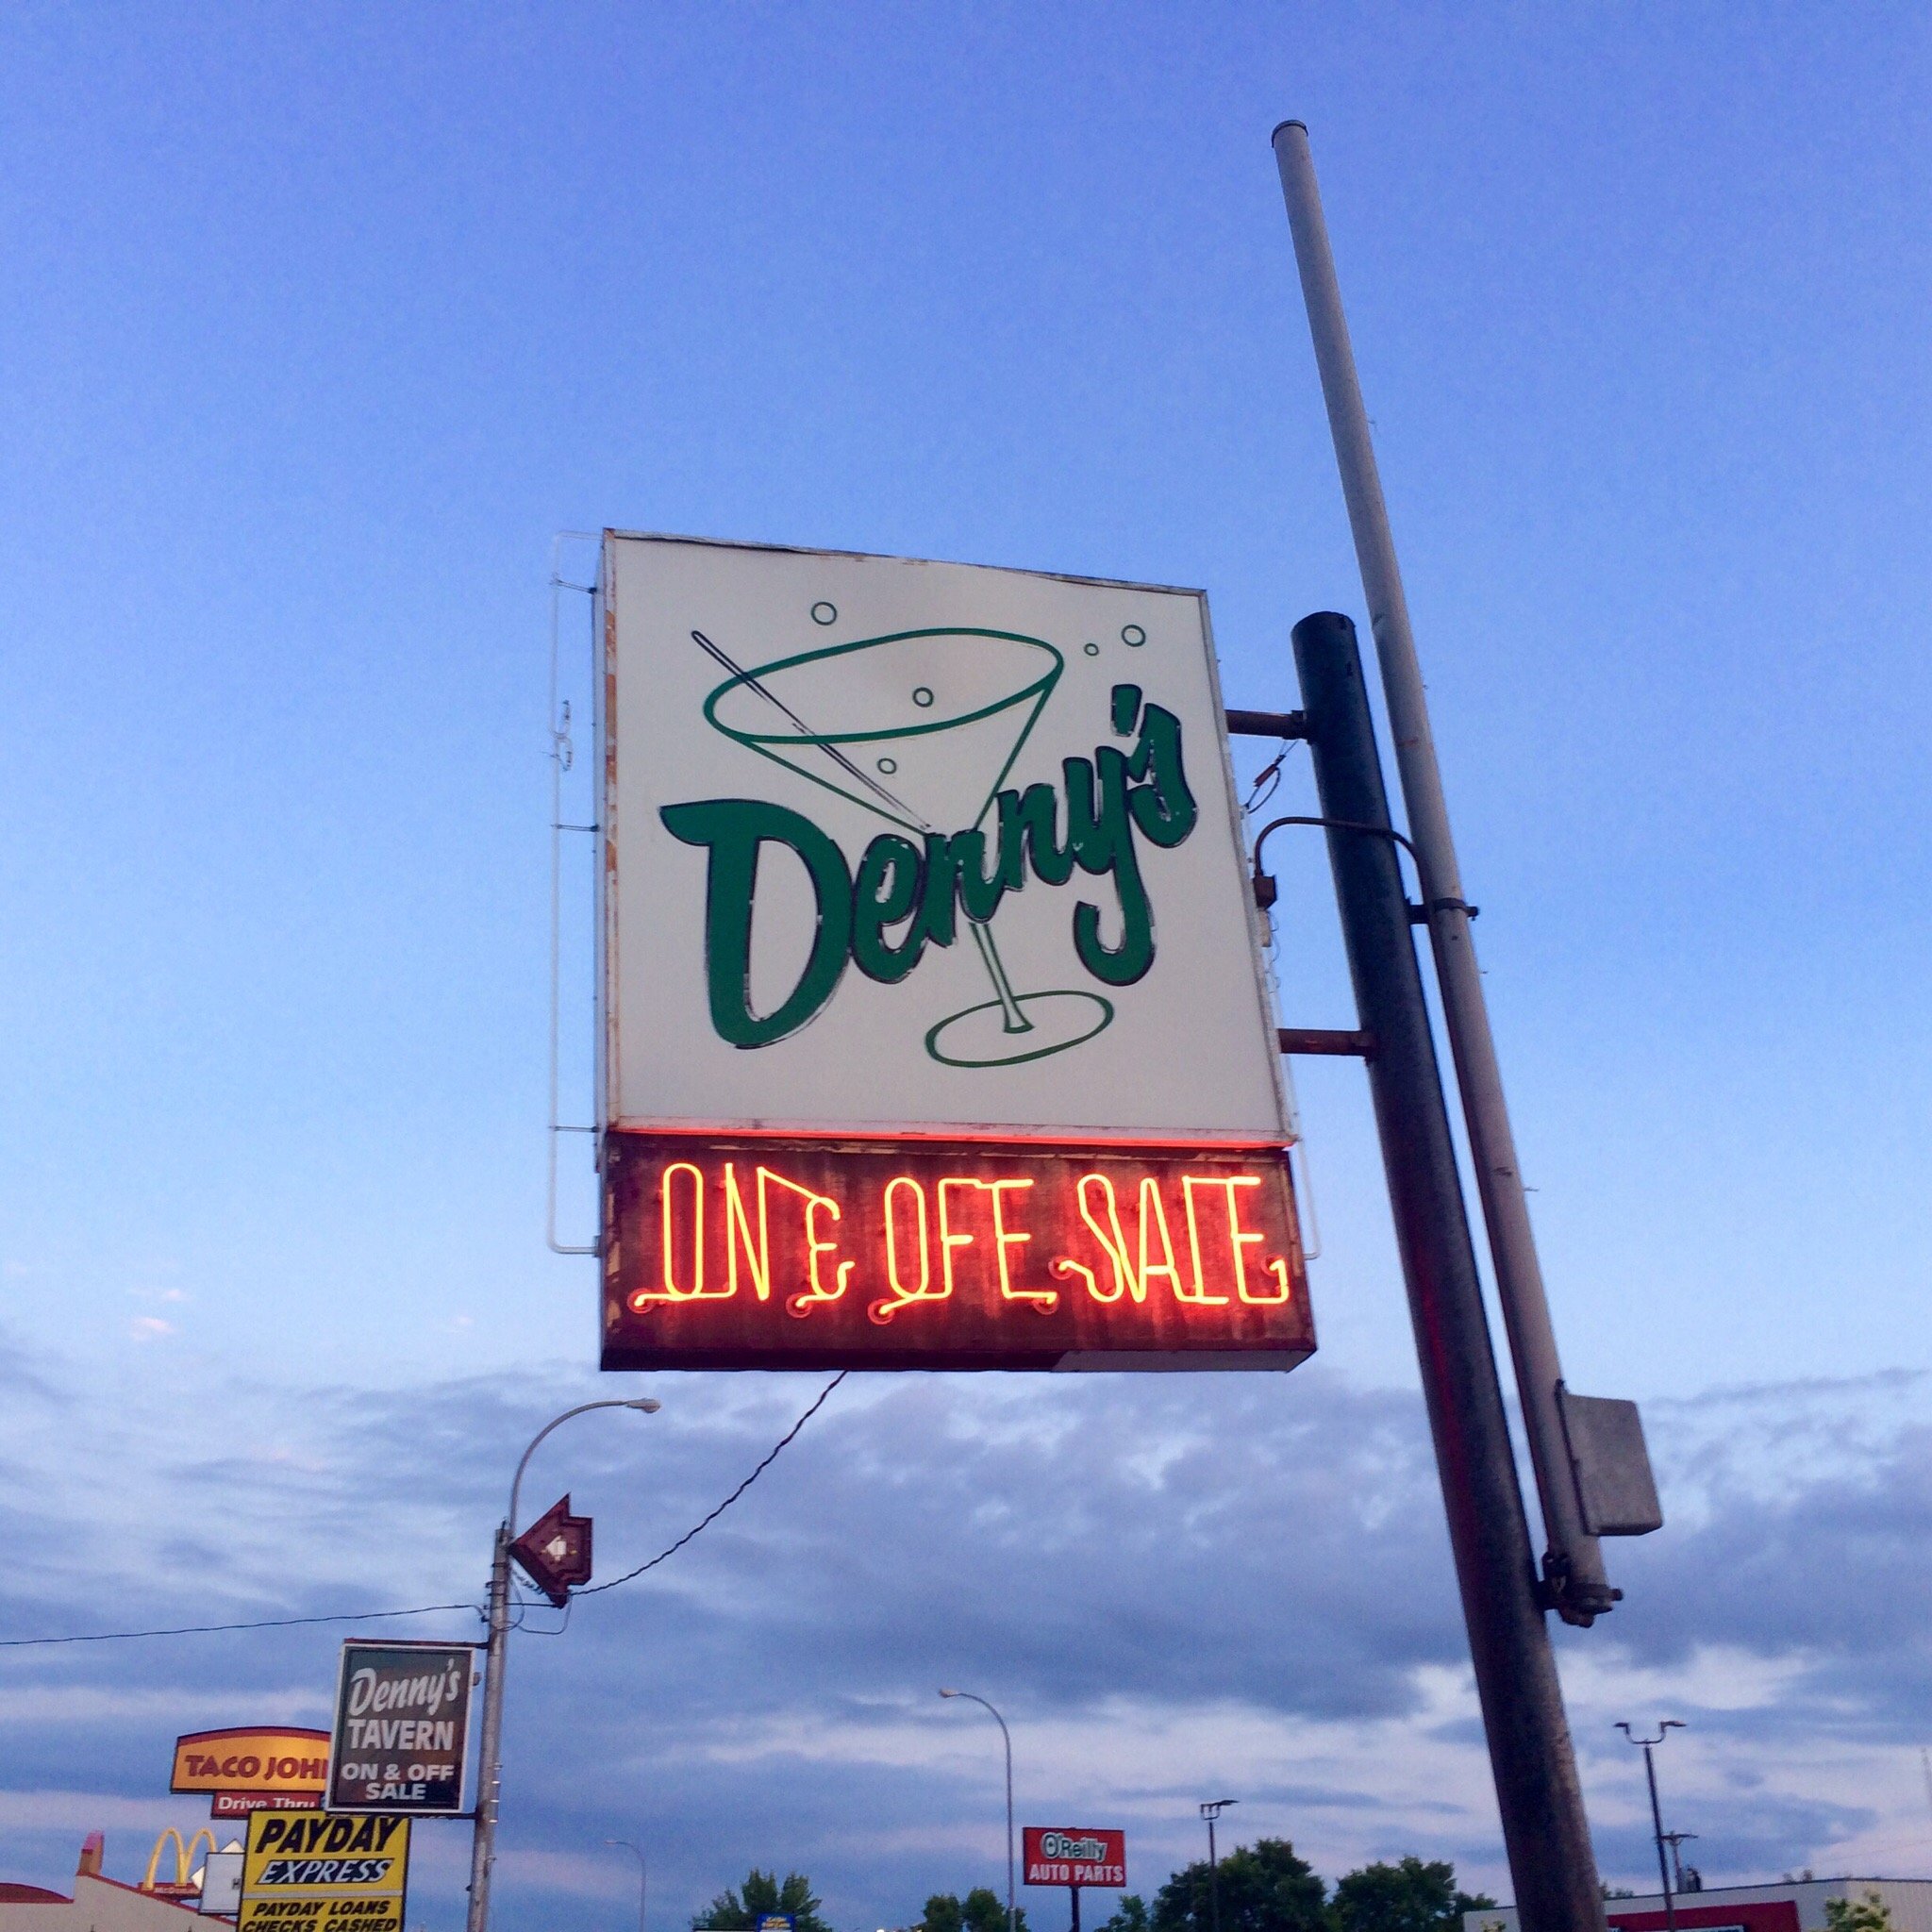 Denny's
ON & OFF SALE
Denny's
TAVERN
ON & OFF
SALE
TACO JOH
Drive Thru
PAYDAY
EXPRESS
PAYDAY LOANS
CHECKS CASHED
O'Reilly
AUTO PARTS